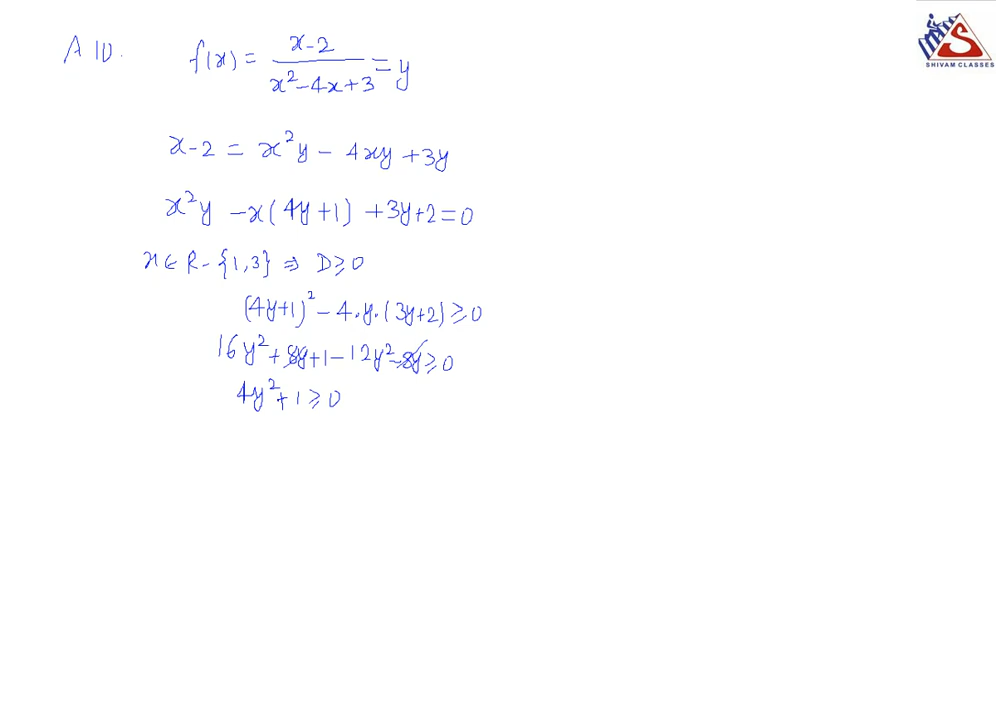 A 10.
f(x) = x-2 / x²-4x+3 = y
x-2 = x²y - 4xy + 3y
x²y - x(4y+1) + 3y+2 = 0
x ∈ R - {1,3} ⇒ D ≥ 0
(4y+1)² - 4.y.(3y+2) ≥ 0
16y² + 8y + 1 - 12y² - 8y ≥ 0
4y² + 1 ≥ 0
SHIVAM CLASSES